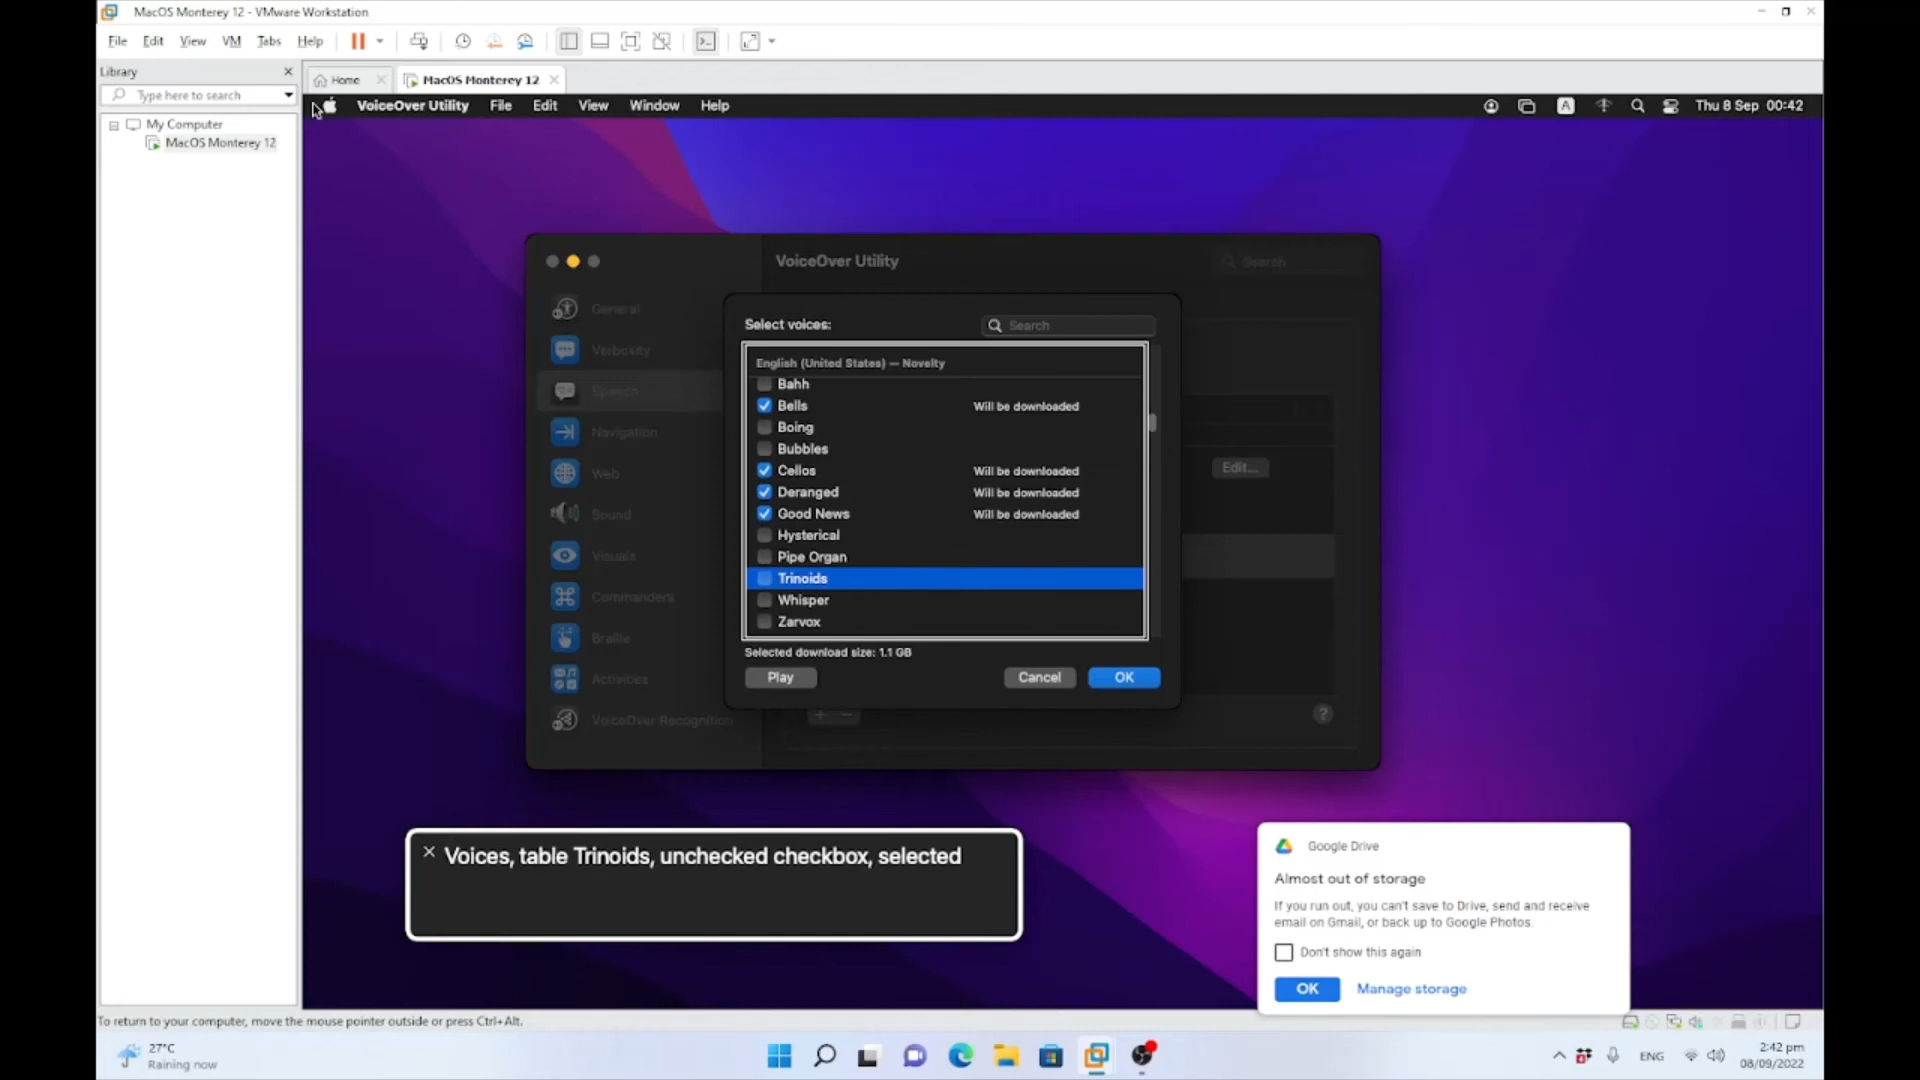 MacOS Monterey 12 - VMware Workstation
File Edit View VM Tabs Help
Library
Type here to search
My Computer
MacOS Monterey 12
Home
MacOS Monterey 12
VoiceOver Utility File Edit View Window Help
A
Thu 8 Sep 00:42
VoiceOver Utility
Search
General
Verbosity
Speech
Navigation
Web
Sound
Visuals
Commanders
Braille
Activities
VoiceOver Recognition
Edit...
?
Select voices:
Search
English (United States) — Novelty
Bahh
Bells Will be downloaded
Boing
Bubbles
Cellos Will be downloaded
Deranged Will be downloaded
Good News Will be downloaded
Hysterical
Pipe Organ
Trinoids
Whisper
Zarvox
Selected download size: 1.1 GB
Play
Cancel
OK
Voices, table Trinoids, unchecked checkbox, selected
Google Drive
Almost out of storage
If you run out, you can't save to Drive, send and receive
email on Gmail, or back up to Google Photos.
Don't show this again
OK
Manage storage
To return to your computer, move the mouse pointer outside or press Ctrl+Alt.
27°C
Raining now
ENG
2:42 pm
08/09/2022